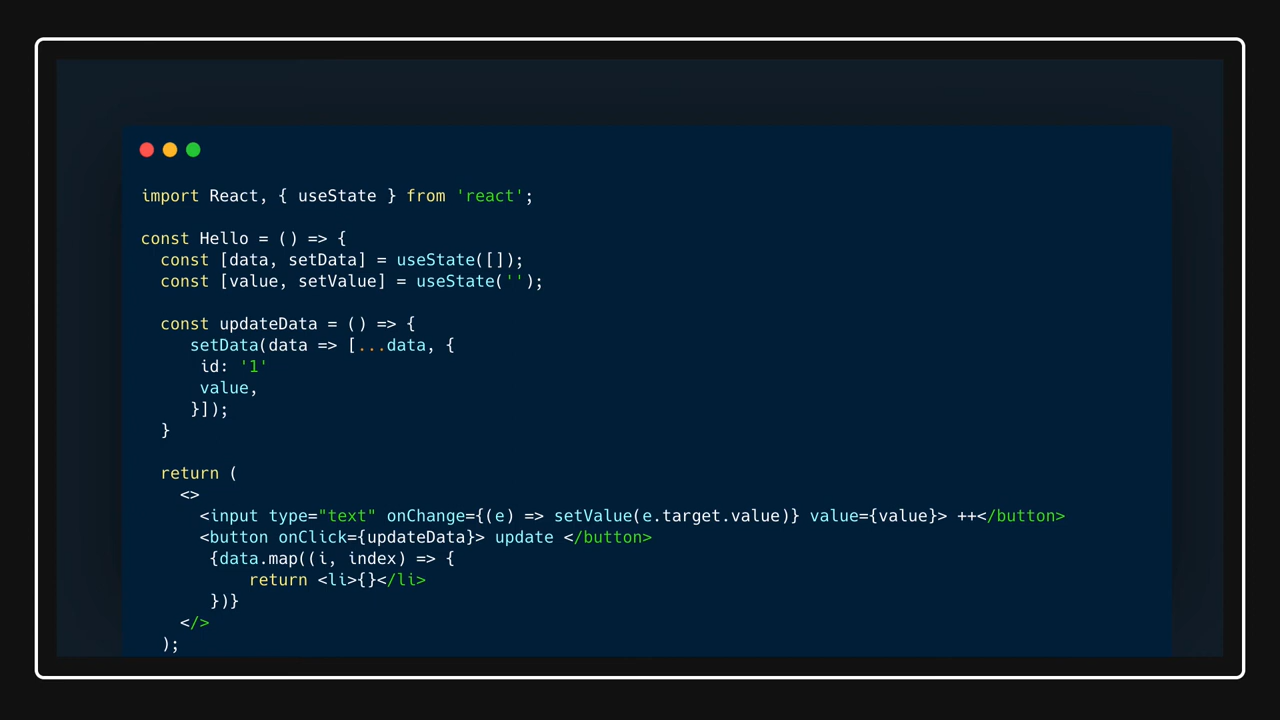 import React, { useState } from 'react';
const Hello = () => {
const [data, setData] = useState([]);
const [value, setValue] = useState('');
const updateData = () => {
setData(data => [...data, {
id: '1'
value,
}]);
}
return (
<>
<input type="text" onChange={(e) => setValue(e.target.value)} value={value}> ++</button>
<button onClick={updateData}> update </button>
{data.map((i, index) => {
return <li>{}</li>
})}
</>
);